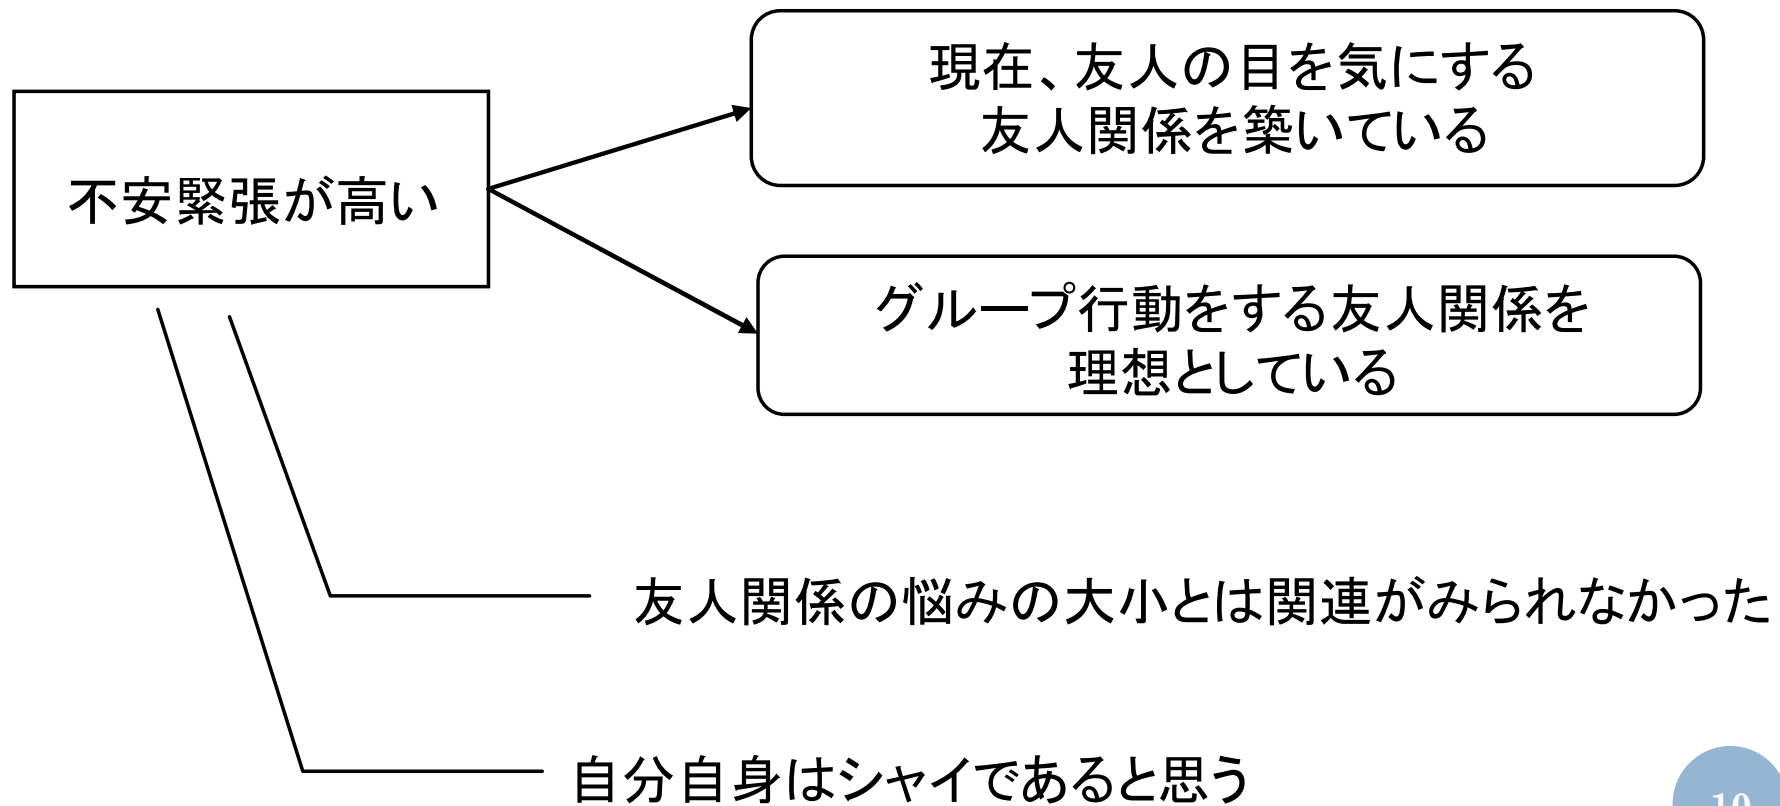 現在、友人の目を気にする
友人関係を築いている
不安緊張が高い
グループ行動をする友人関係を
理想としている
友人関係の悩みの大小とは関連がみられなかった
自分自身はシャイであると思う
10